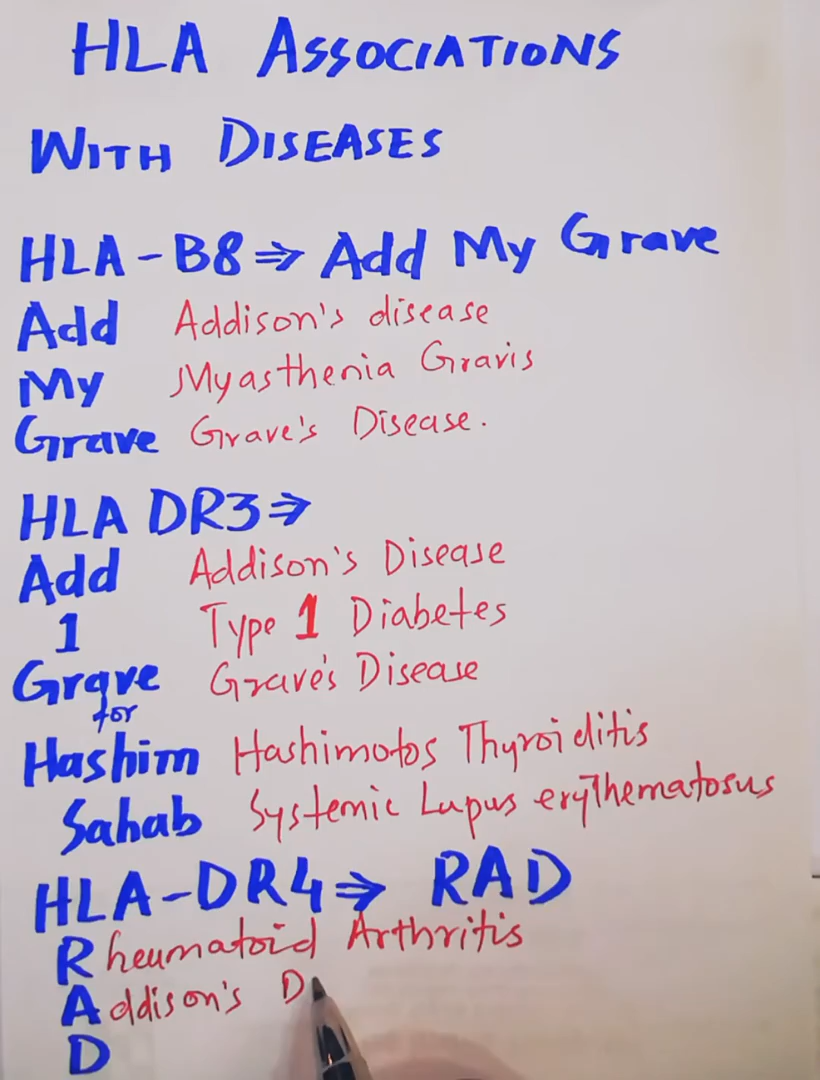 HLA ASSOCIATIONS
WITH DISEASES
HLA-B8⇒ Add My Grave
Add Addison's disease
My Myasthenia Gravis
Grave Grave's Disease.
HLA DR3⇒
Add Addison's Disease
1 Type 1 Diabetes
Grave Grave's Disease
for
Hashim Hashimotos Thyroiditis
Sahab Systemic Lupus erythematosus
HLA-DR4⇒ RAD
Rheumatoid Arthritis
Addison's D
D